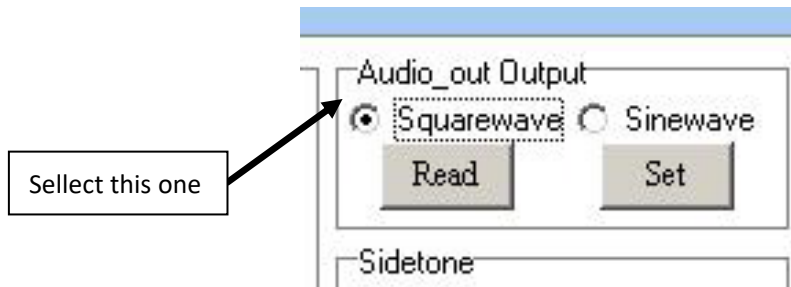 Audio_out Output
Squarewave Sinewave
Read Set
Sellect this one
Sidetone